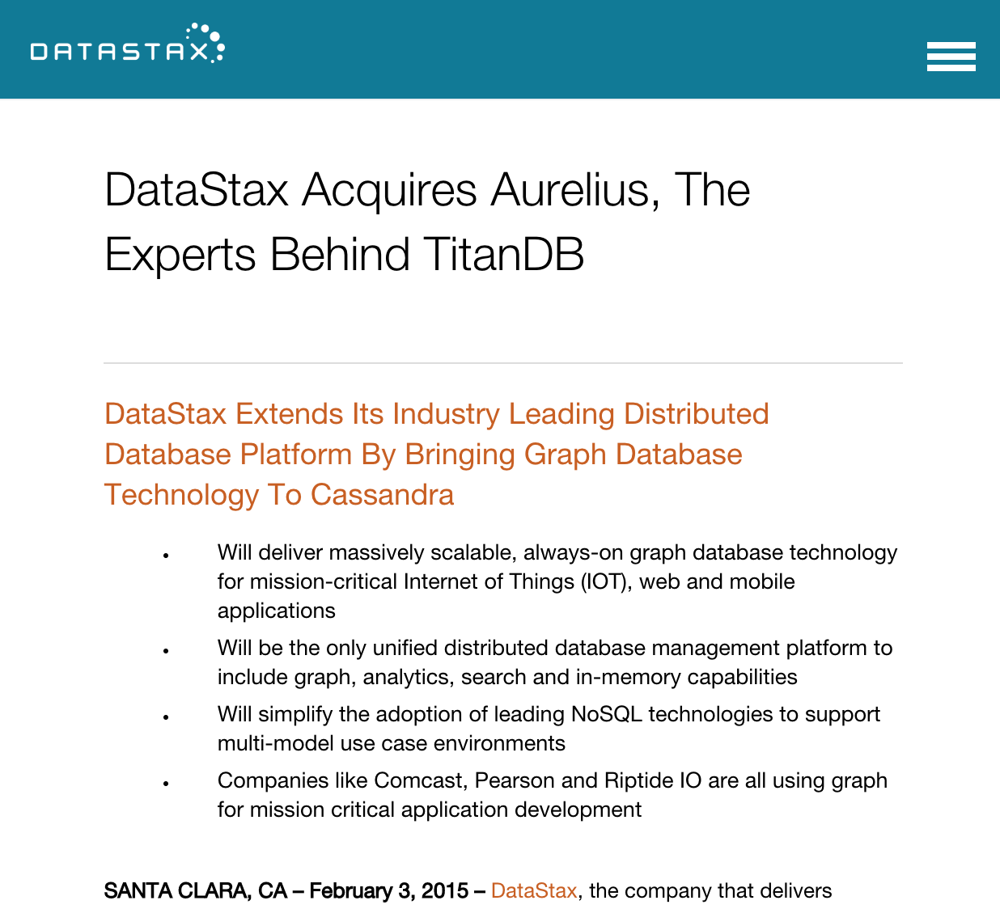 DATASTAX
DataStax Acquires Aurelius, The
Experts Behind TitanDB
DataStax Extends Its Industry Leading Distributed
Database Platform By Bringing Graph Database
Technology To Cassandra
• Will deliver massively scalable, always-on graph database technology
for mission-critical Internet of Things (IOT), web and mobile
applications
• Will be the only unified distributed database management platform to
include graph, analytics, search and in-memory capabilities
• Will simplify the adoption of leading NoSQL technologies to support
multi-model use case environments
• Companies like Comcast, Pearson and Riptide IO are all using graph
for mission critical application development
SANTA CLARA, CA – February 3, 2015 – DataStax, the company that delivers